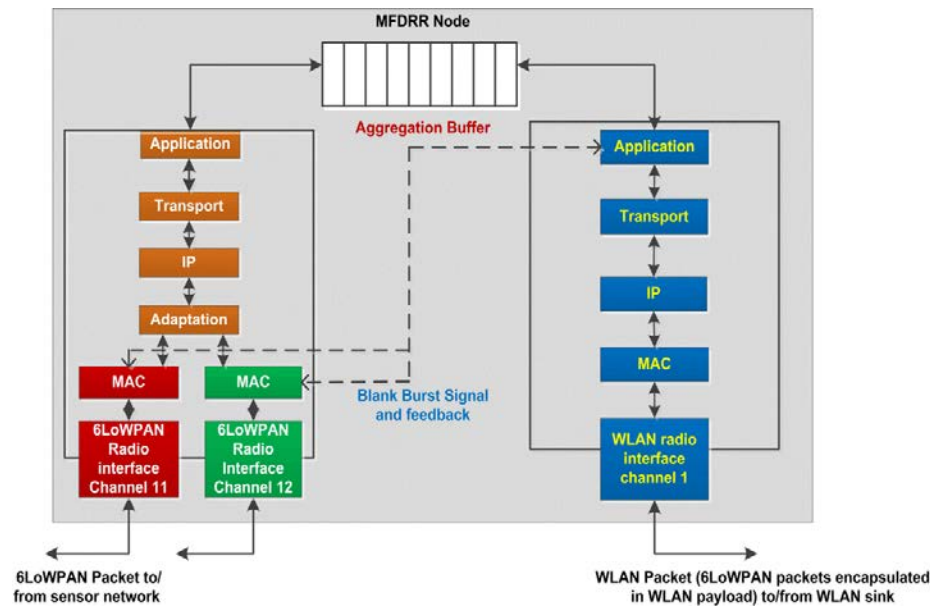 MFDRR Node
Aggregation Buffer
Application
Transport
IP
Adaptation
MAC
MAC
6LoWPAN
Radio
interface
Channel 11
6LoWPAN
Radio
Interface
Channel 12
Blank Burst Signal
and feedback
Application
Transport
IP
MAC
WLAN radio
interface
channel 1
6LoWPAN Packet to/
from sensor network
WLAN Packet (6LoWPAN packets encapsulated
in WLAN payload) to/from WLAN sink